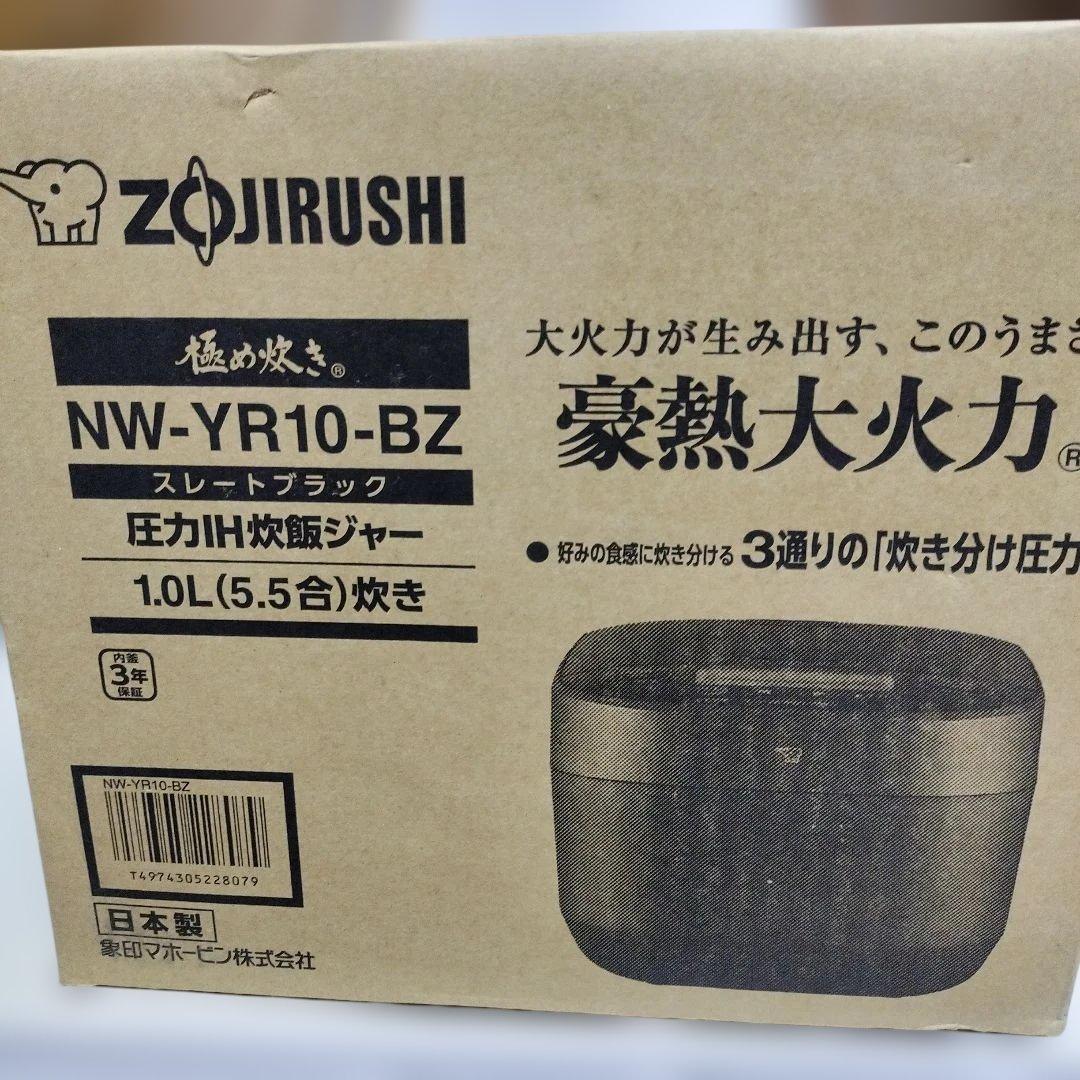 ZOJIRUSHI
極め炊き®
NW-YR10-BZ
スレートブラック
圧力IH炊飯ジャー
1.0L(5.5合)炊き
内釜
3年
保証
NW-YR10-BZ
T4974305228079
日本製
象印マホービン株式会社
大火力が生み出す、このうまさ
豪熱大火力®
● 好みの食感に炊き分ける 3通りの「炊き分け圧力